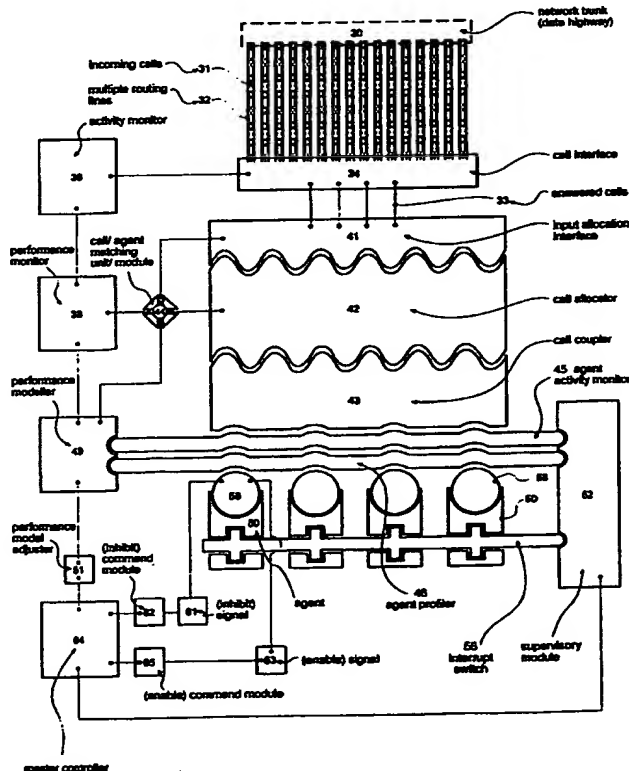 network trunk
(data highway)
30
incoming calls
31
multiple routing
lines
32
activity monitor
36
34
call interface
33
answered calls
41
input allocation
interface
performance
monitor
call/ agent
matching
unit/ module
38
42
call allocator
call coupler
43
45 agent
activity monitor
performance
modeller
58
58
50
52
50
performance
model
adjuster
51
(inhibit)
command
module
62
61
(inhibit)
signal
agent
46
agent profiler
56
interrupt
switch
supervisory
module
64
65
63
(enable) signal
(enable) command module
master controller